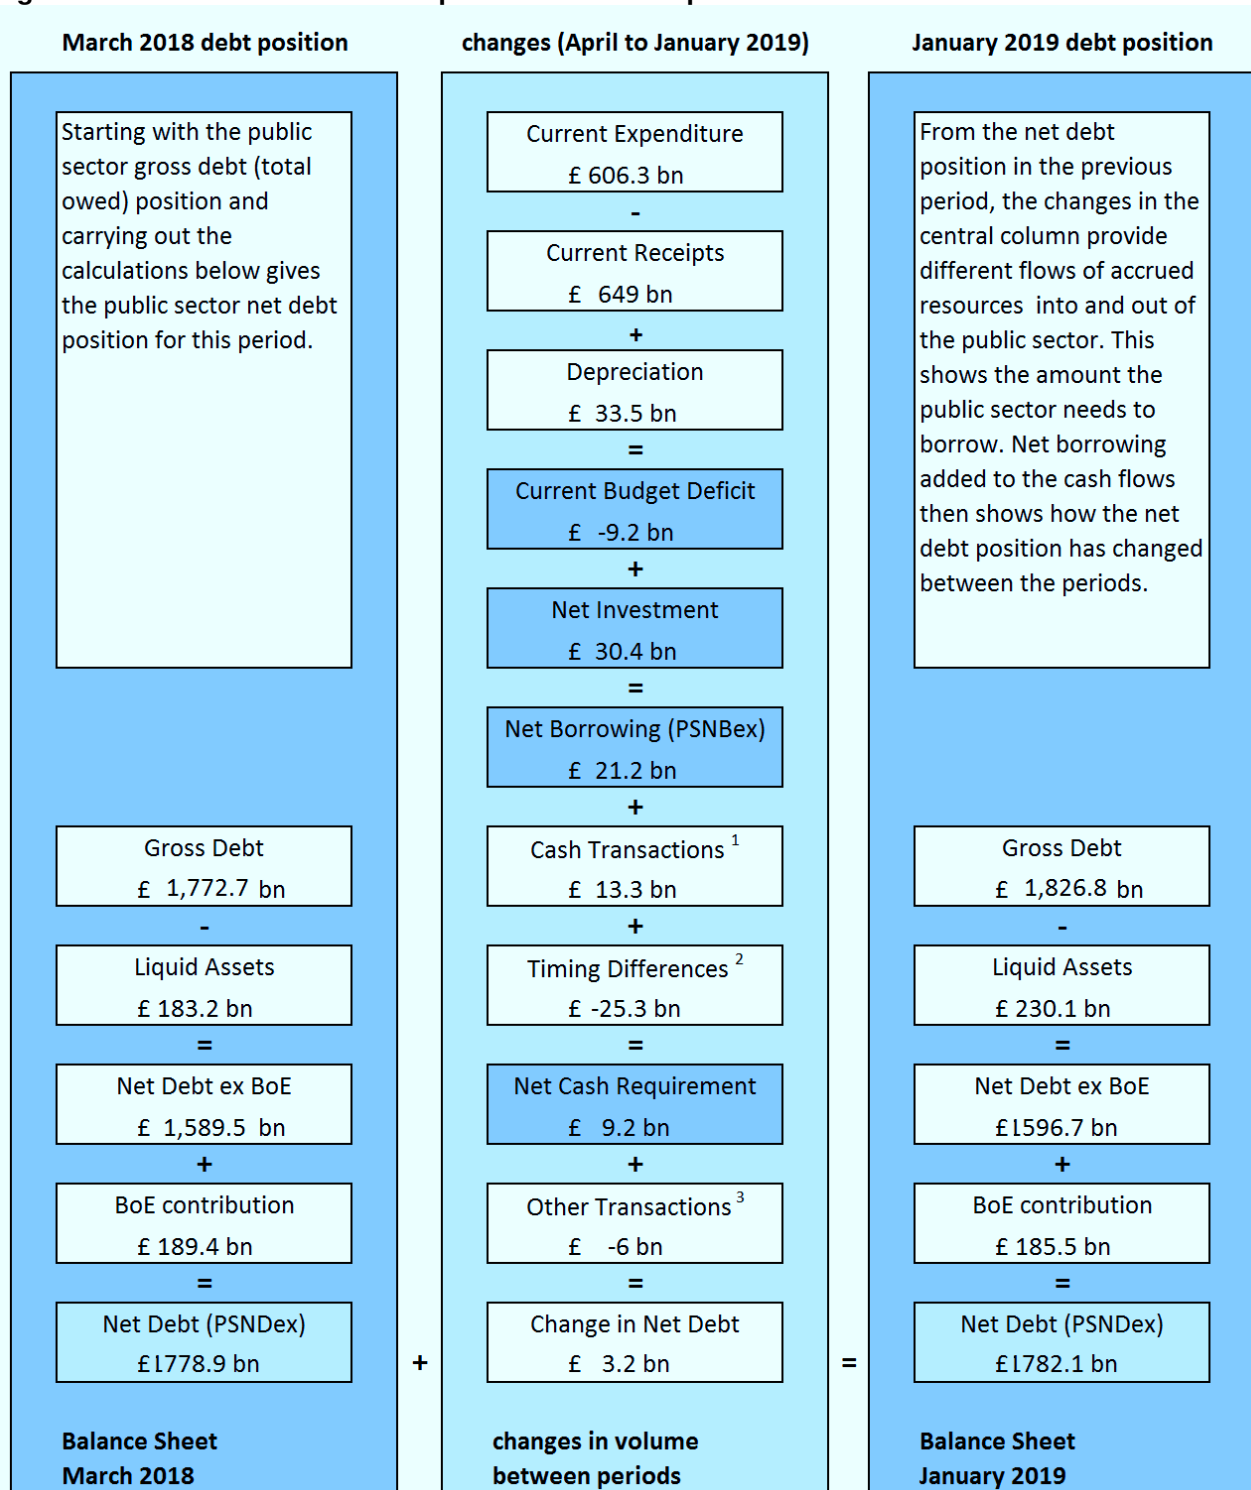 March 2018 debt position
Starting with the public
sector gross debt (total
owed) position and
carrying out the
calculations below gives
the public sector net debt
position for this period.
Gross Debt
£ 1,772.7 bn
-
Liquid Assets
£ 183.2 bn
=
Net Debt ex BoE
£ 1,589.5 bn
+
BoE contribution
£ 189.4 bn
=
Net Debt (PSNDex)
£1778.9 bn
Balance Sheet
March 2018
+
changes (April to January 2019)
Current Expenditure
£ 606.3 bn
-
Current Receipts
£ 649 bn
+
Depreciation
£ 33.5 bn
=
Current Budget Deficit
£ -9.2 bn
+
Net Investment
£ 30.4 bn
=
Net Borrowing (PSNBex)
£ 21.2 bn
+
Cash Transactions 1
£ 13.3 bn
+
Timing Differences 2
£ -25.3 bn
=
Net Cash Requirement
£ 9.2 bn
+
Other Transactions 3
£ -6 bn
=
Change in Net Debt
£ 3.2 bn
changes in volume
between periods
=
January 2019 debt position
From the net debt
position in the previous
period, the changes in the
central column provide
different flows of accrued
resources into and out of
the public sector. This
shows the amount the
public sector needs to
borrow. Net borrowing
added to the cash flows
then shows how the net
debt position has changed
between the periods.
Gross Debt
£ 1,826.8 bn
-
Liquid Assets
£ 230.1 bn
=
Net Debt ex BoE
£1596.7 bn
+
BoE contribution
£ 185.5 bn
=
Net Debt (PSNDex)
£1782.1 bn
Balance Sheet
January 2019